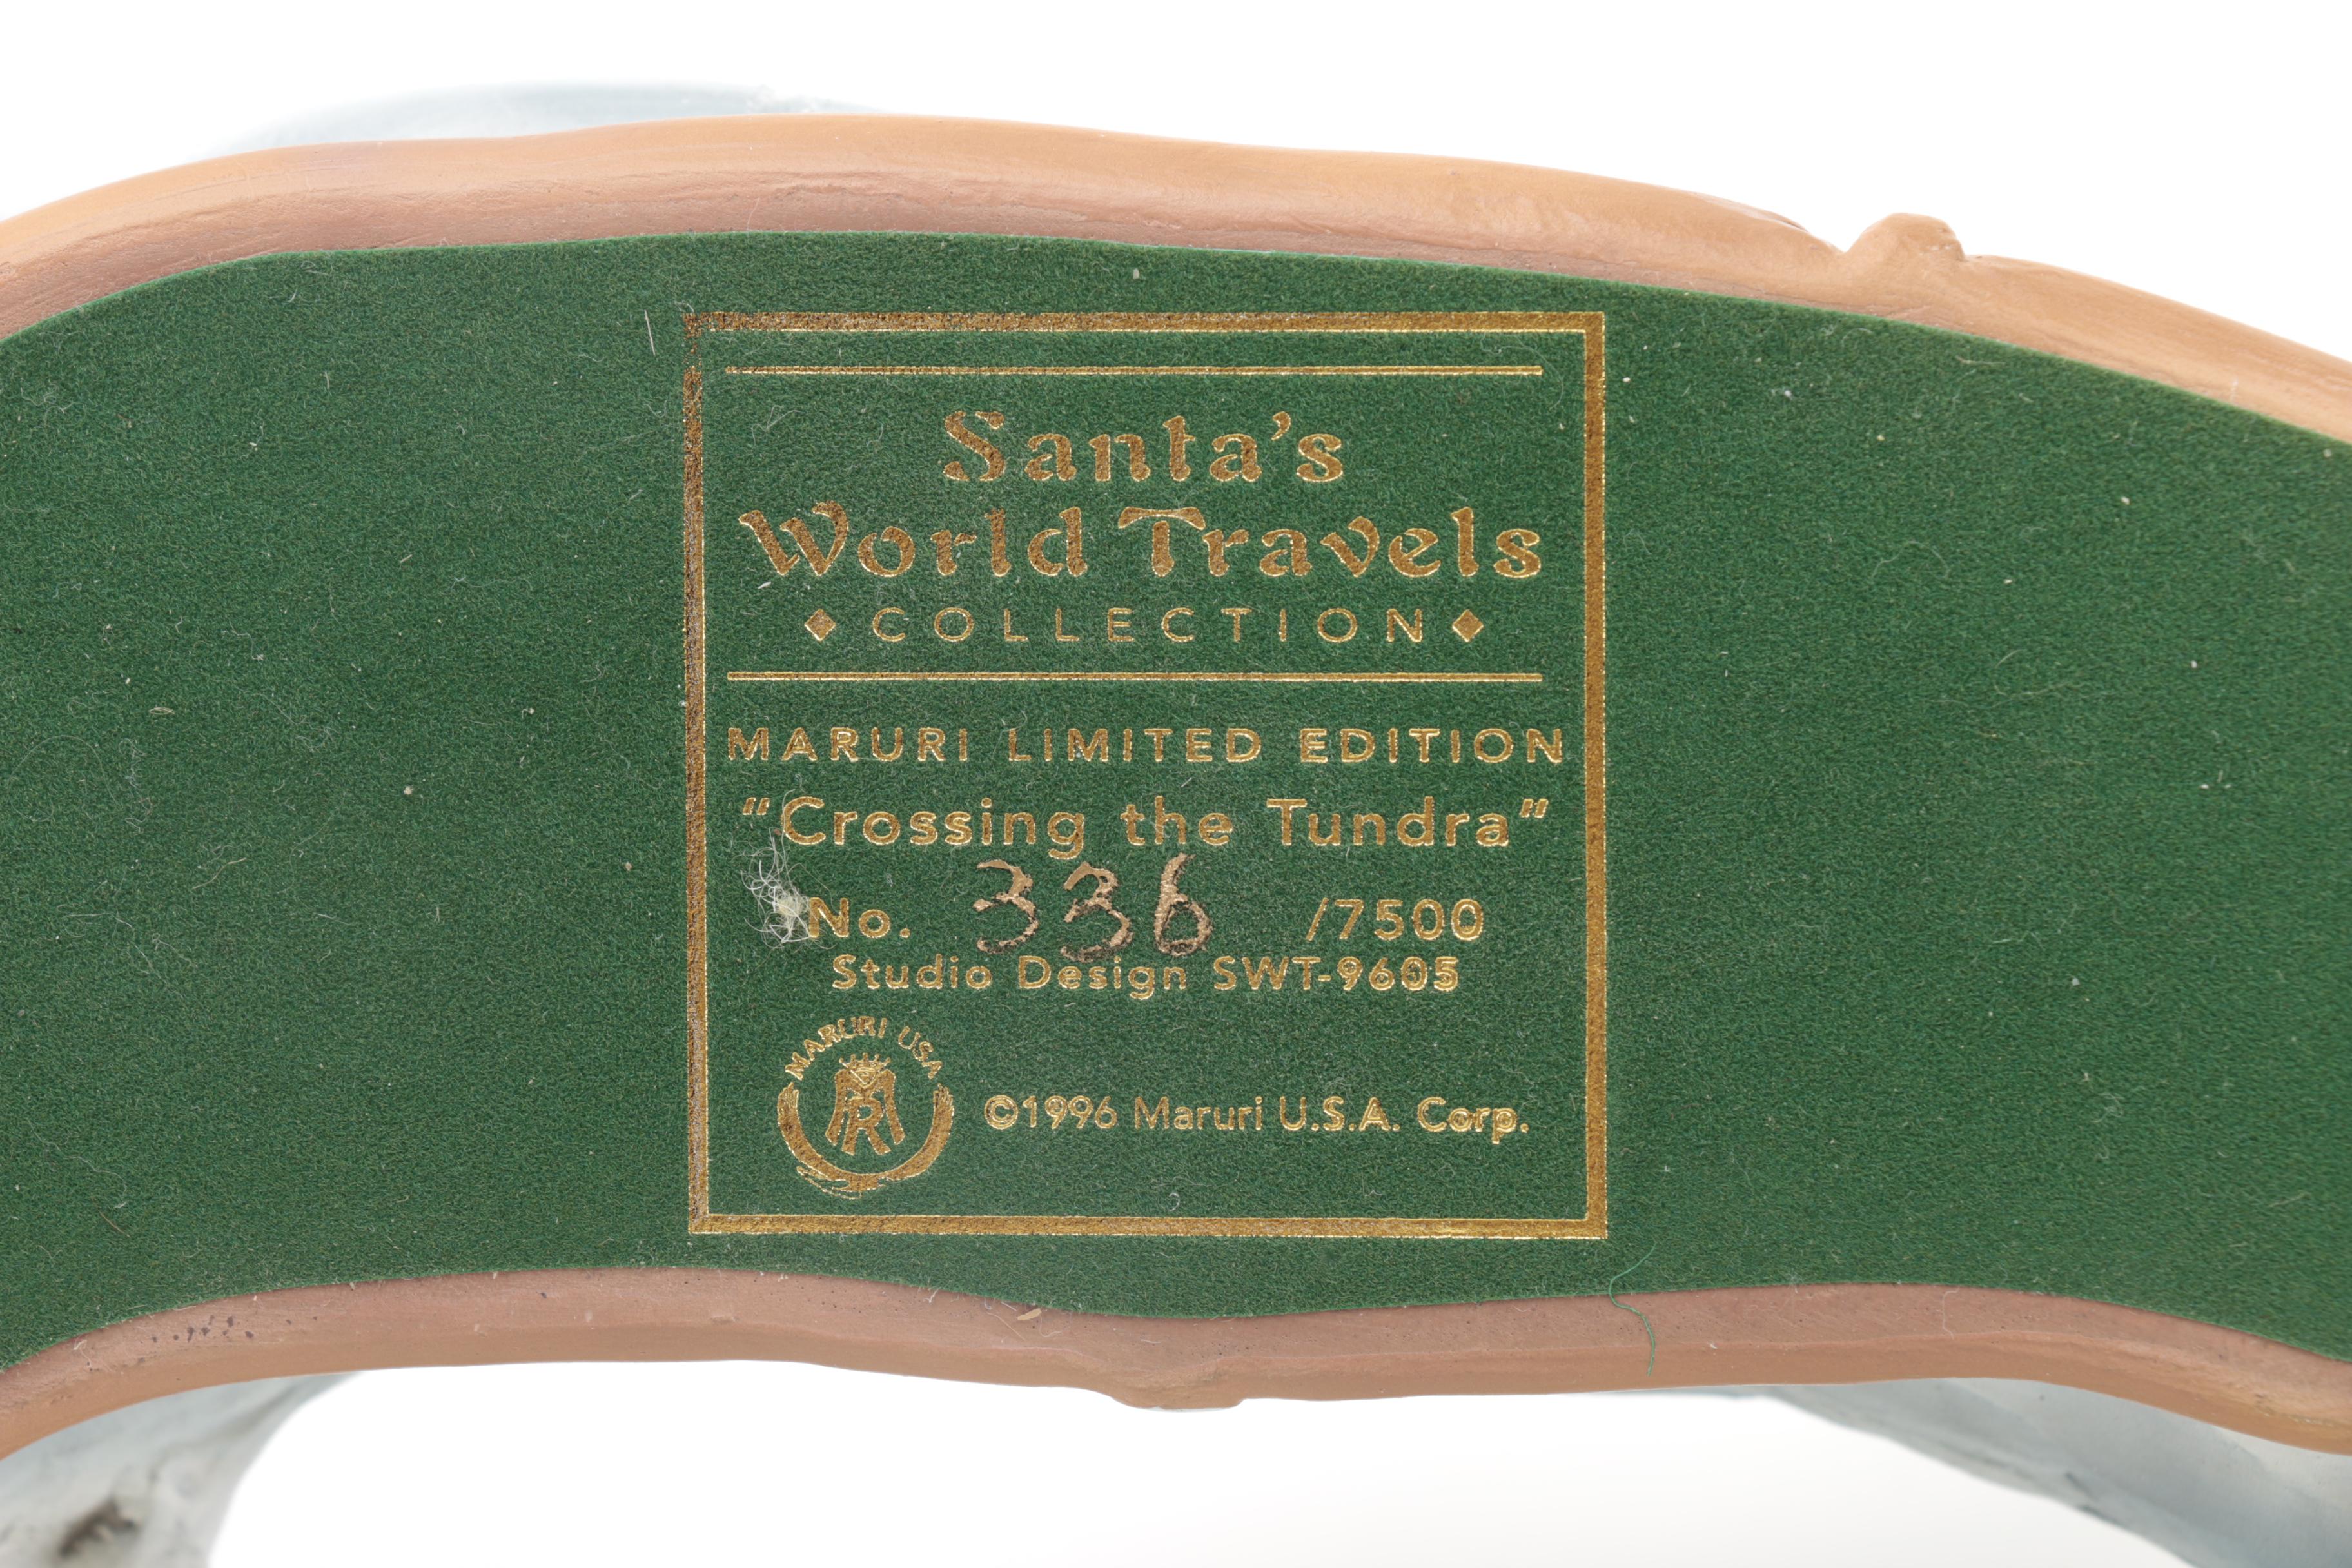 Santa's
World Travels
◆ COLLECTION ◆
MARURI LIMITED EDITION
"Crossing the Tundra"
No. 336 /7500
Studio Design SWT-9605
MARURI USA
MR
©1996 Maruri U.S.A. Corp.